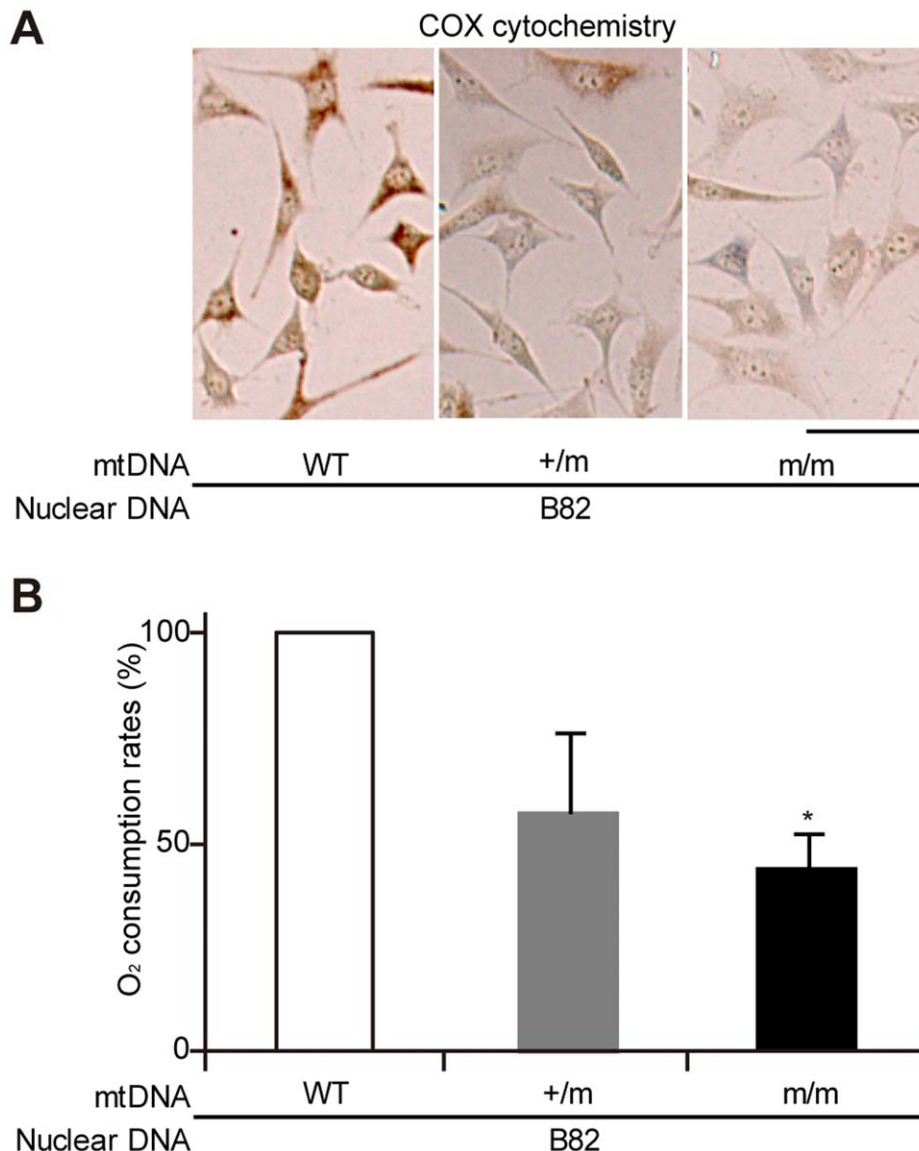 A
COX cytochemistry
mtDNA WT +/m m/m
Nuclear DNA B82
B
O₂ consumption rates (%)
100
50
0
*
mtDNA WT +/m m/m
Nuclear DNA B82